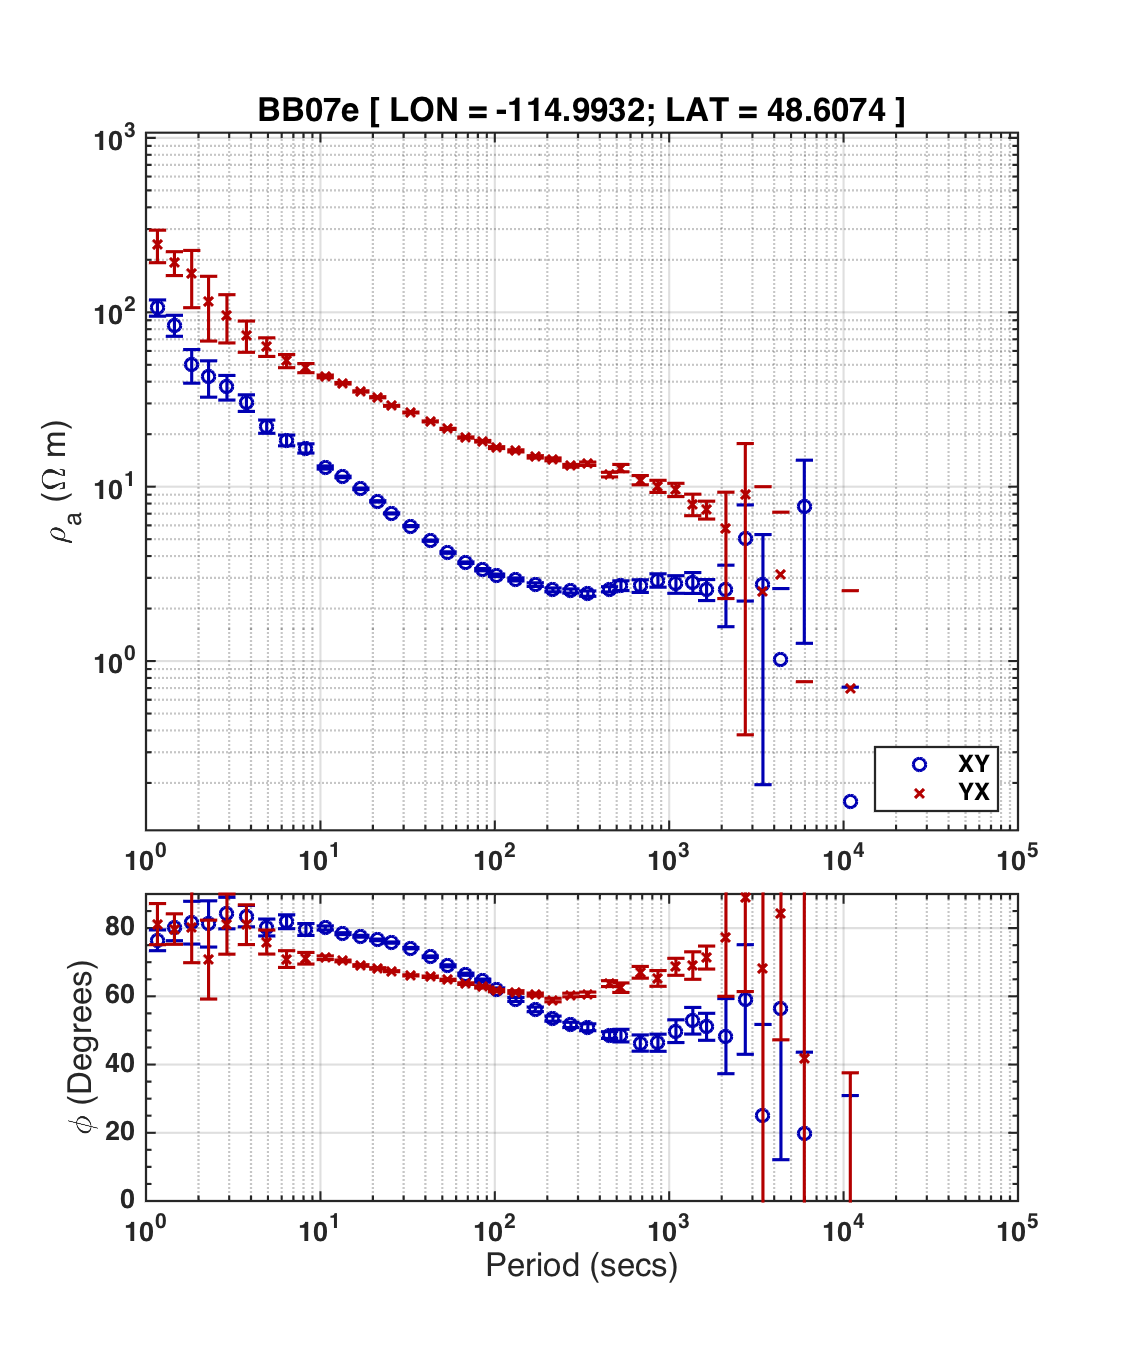 BB07e [ LON = -114.9932; LAT = 48.6074 ]
10³
10²
10¹
10⁰
ρa (Ω m)
XY
YX
10⁰ 10¹ 10² 10³ 10⁴ 10⁵
80
60
40
20
0
ϕ (Degrees)
10⁰ 10¹ 10² 10³ 10⁴ 10⁵
Period (secs)